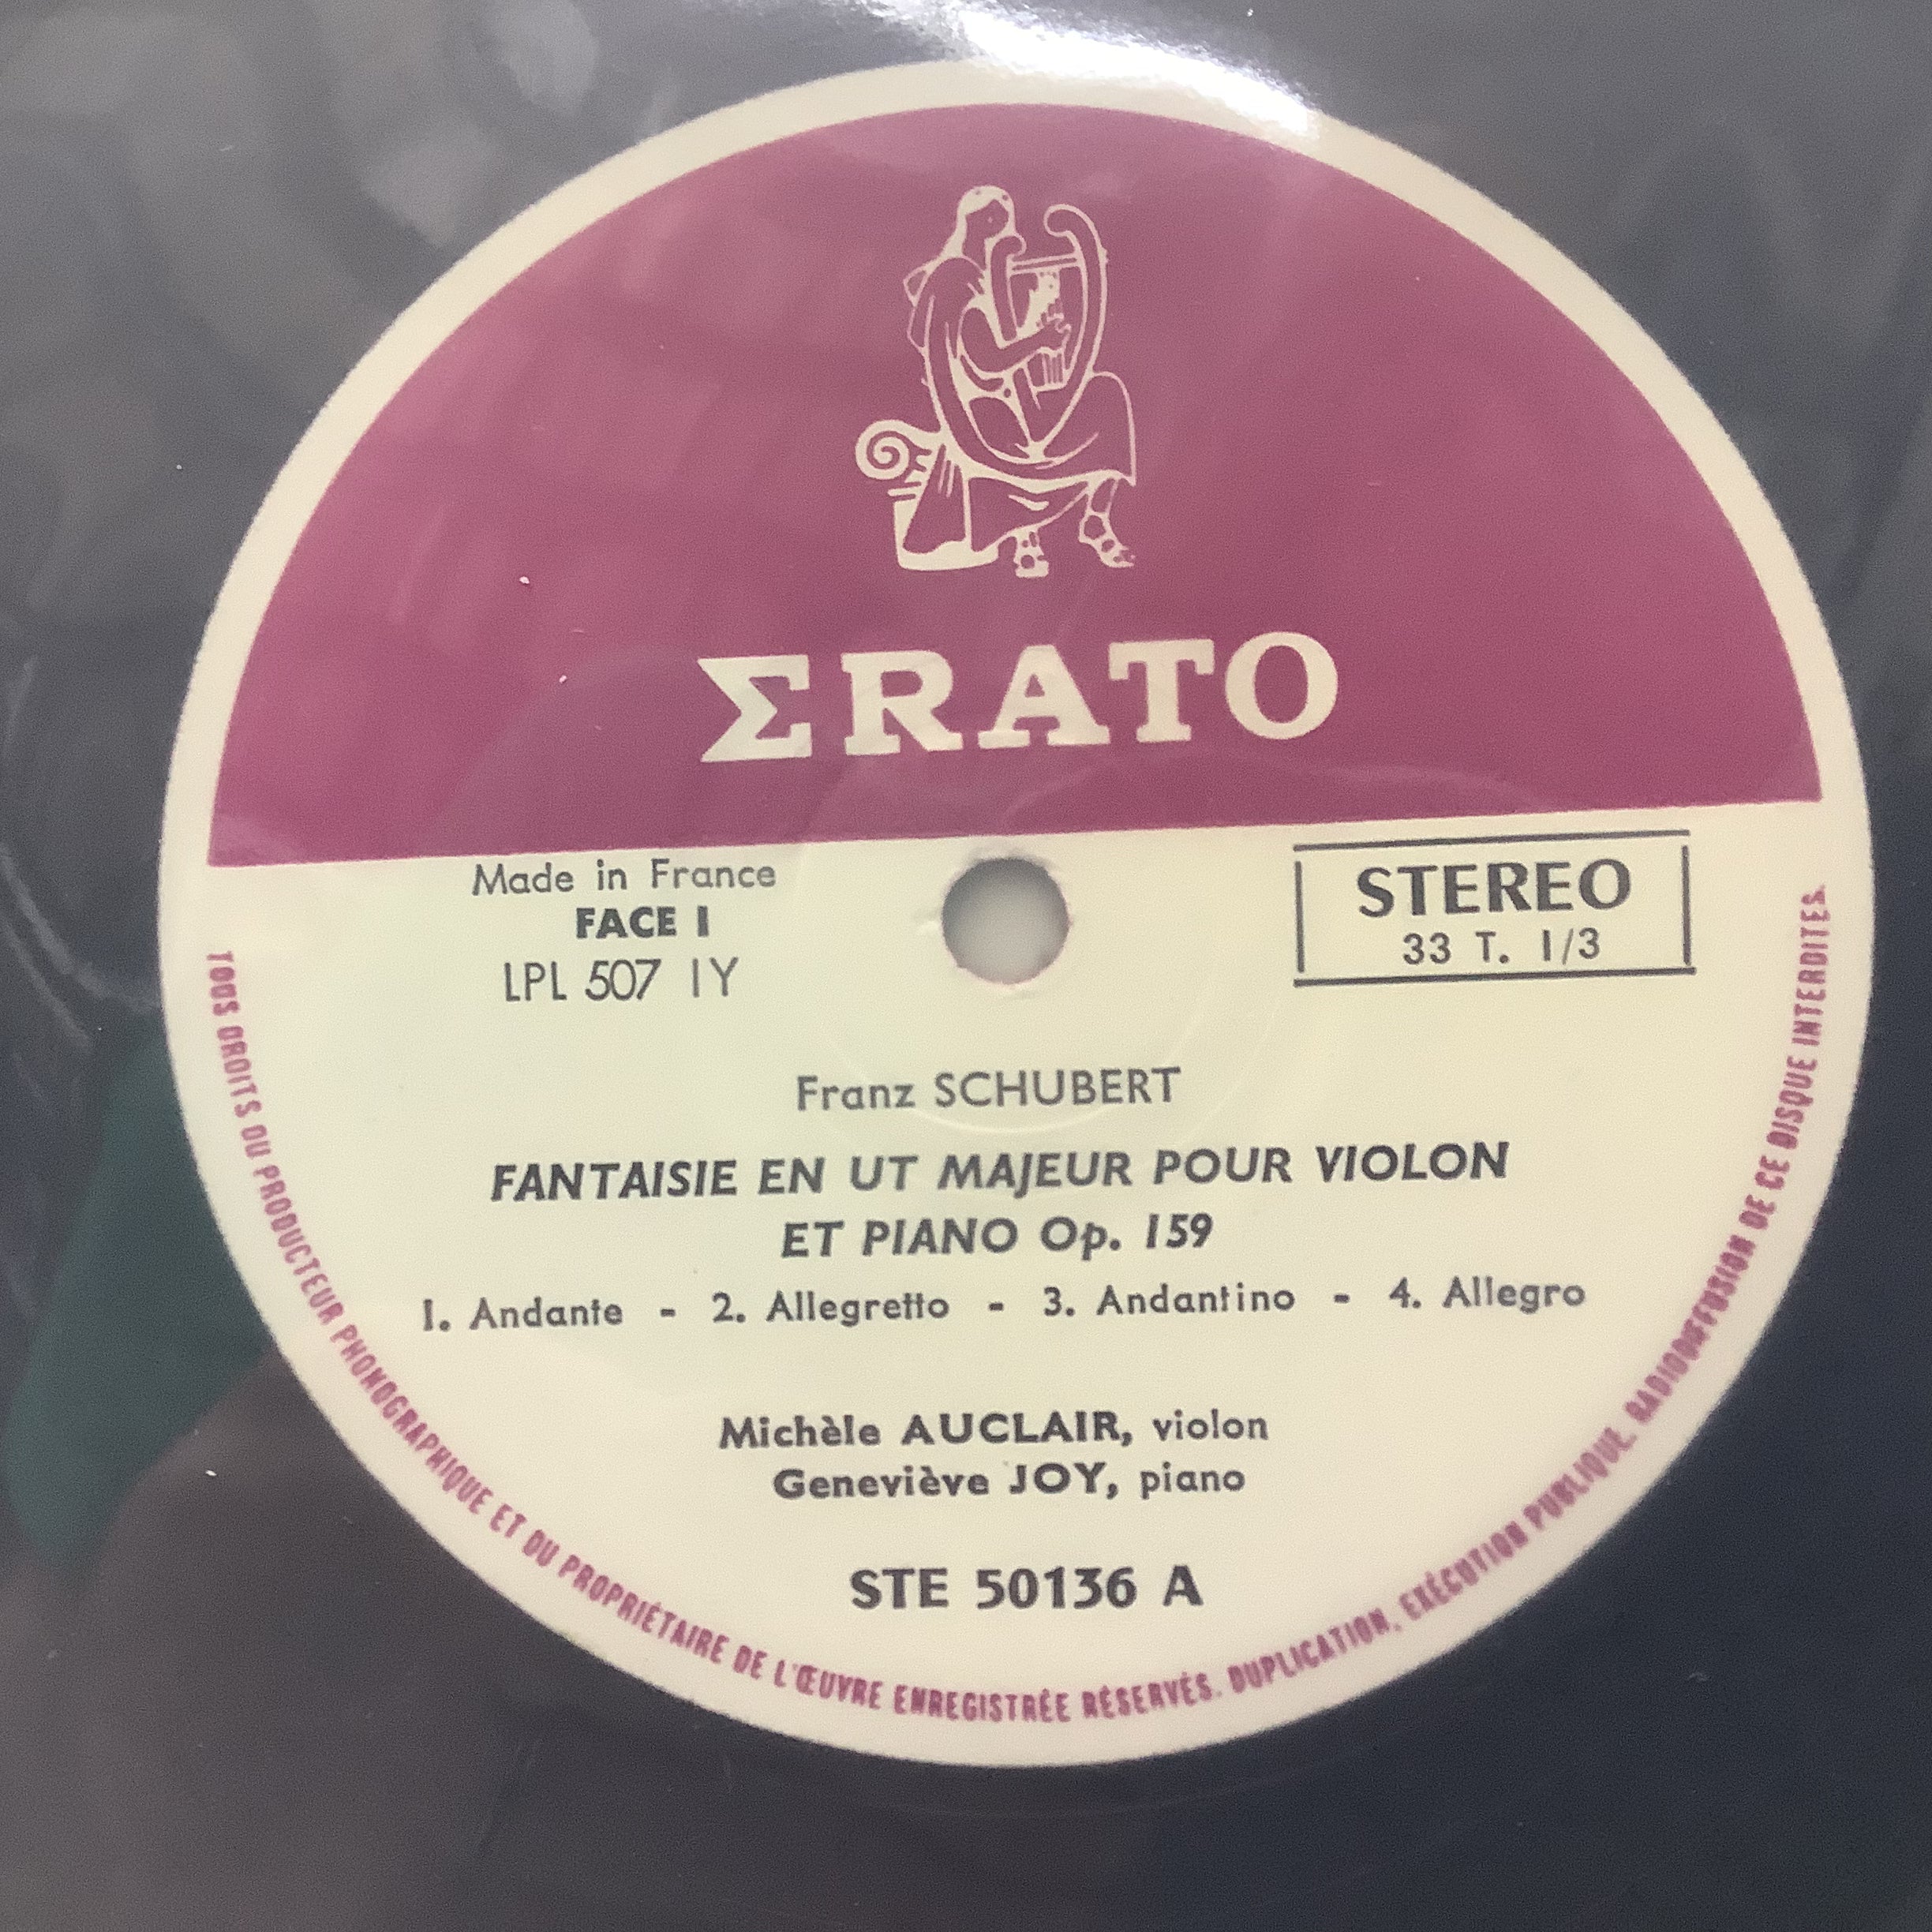 ΣRATO
Made in France
FACE I
LPL 507 1Y
STEREO
33 T. 1/3
Franz SCHUBERT
FANTAISIE EN UT MAJEUR POUR VIOLON
ET PIANO Op. 159
1. Andante - 2. Allegretto - 3. Andantino - 4. Allegro
Michèle AUCLAIR, violon
Geneviève JOY, piano
STE 50136 A
TOUS DROITS DU PRODUCTEUR PHONOGRAPHIQUE ET DU PROPRIÉTAIRE DE L'ŒUVRE ENREGISTRÉE RÉSERVÉS. DUPLICATION, EXÉCUTION PUBLIQUE, RADIODIFFUSION DE CE DISQUE INTERDITES.